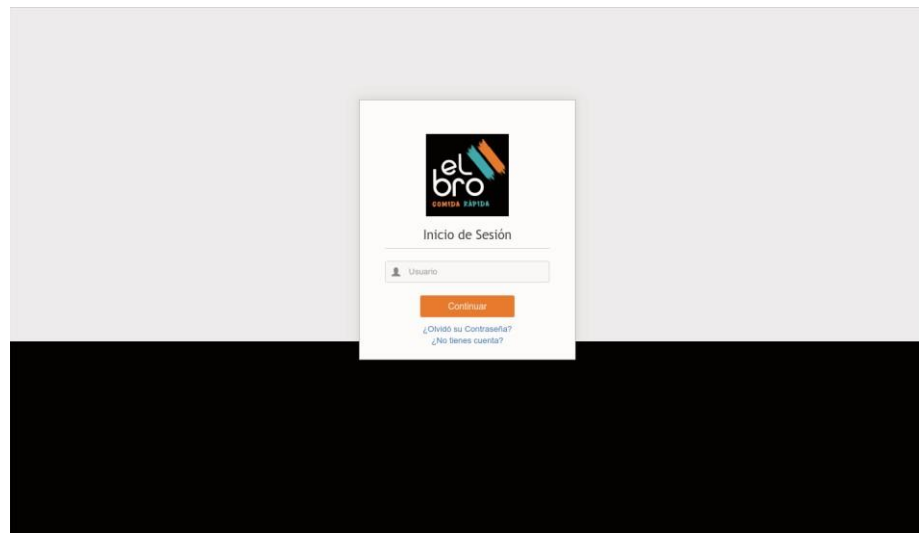 el
bro
COMIDA RÁPIDA
Inicio de Sesión
Usuario
Continuar
¿Olvidó su Contraseña?
¿No tienes cuenta?